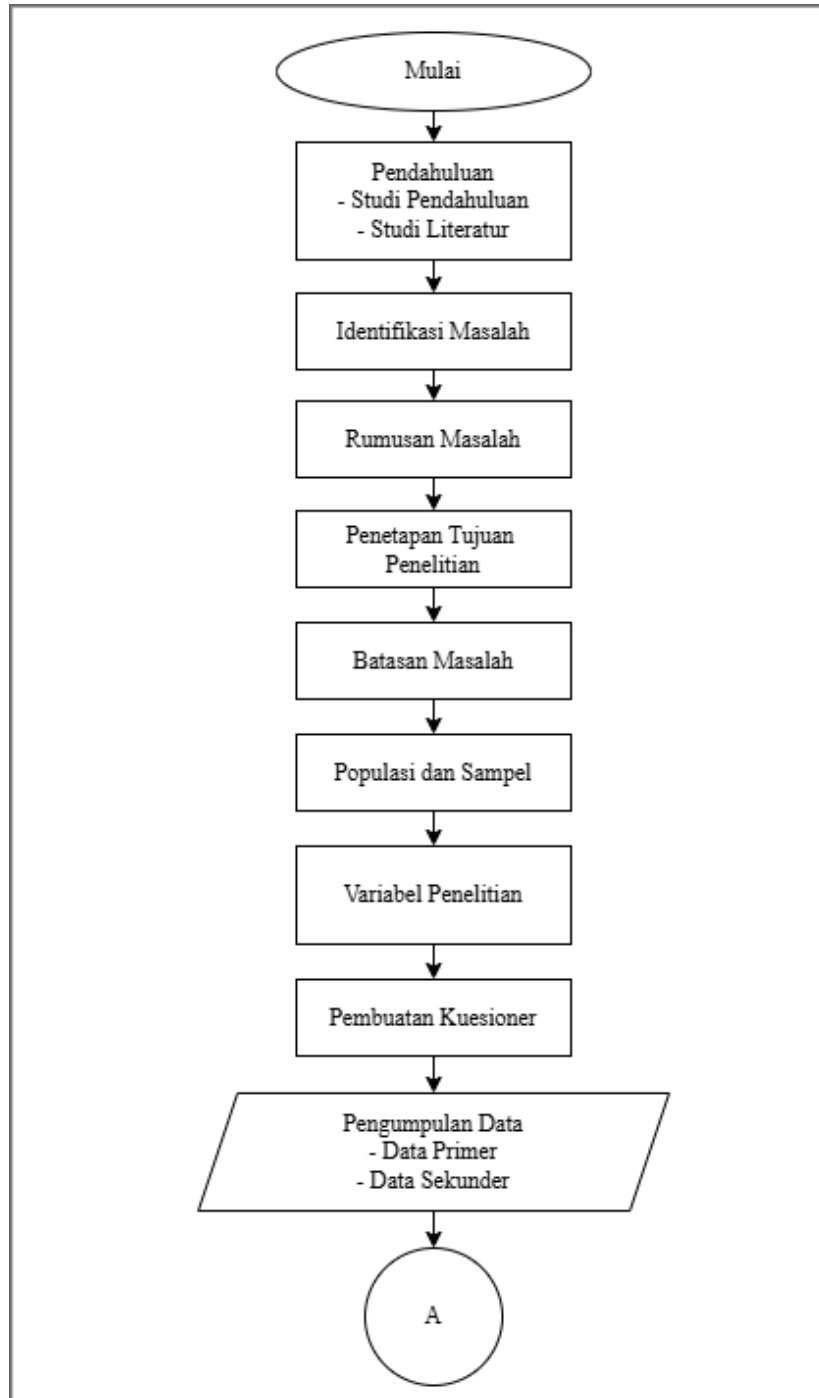 Mulai
Pendahuluan
- Studi Pendahuluan
- Studi Literatur
Identifikasi Masalah
Rumusan Masalah
Penetapan Tujuan
Penelitian
Batasan Masalah
Populasi dan Sampel
Variabel Penelitian
Pembuatan Kuesioner
Pengumpulan Data
- Data Primer
- Data Sekunder
A